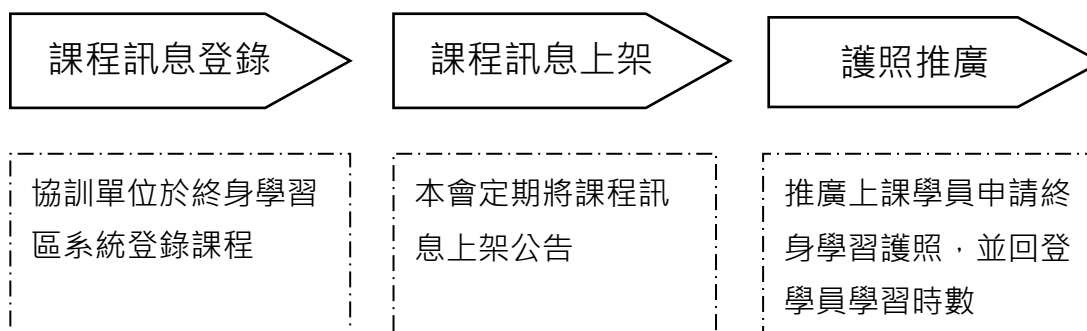 課程訊息登錄
課程訊息上架
護照推廣
協訓單位於終身學習
區系統登錄課程
本會定期將課程訊
息上架公告
推廣上課學員申請終
身學習護照，並回登
學員學習時數